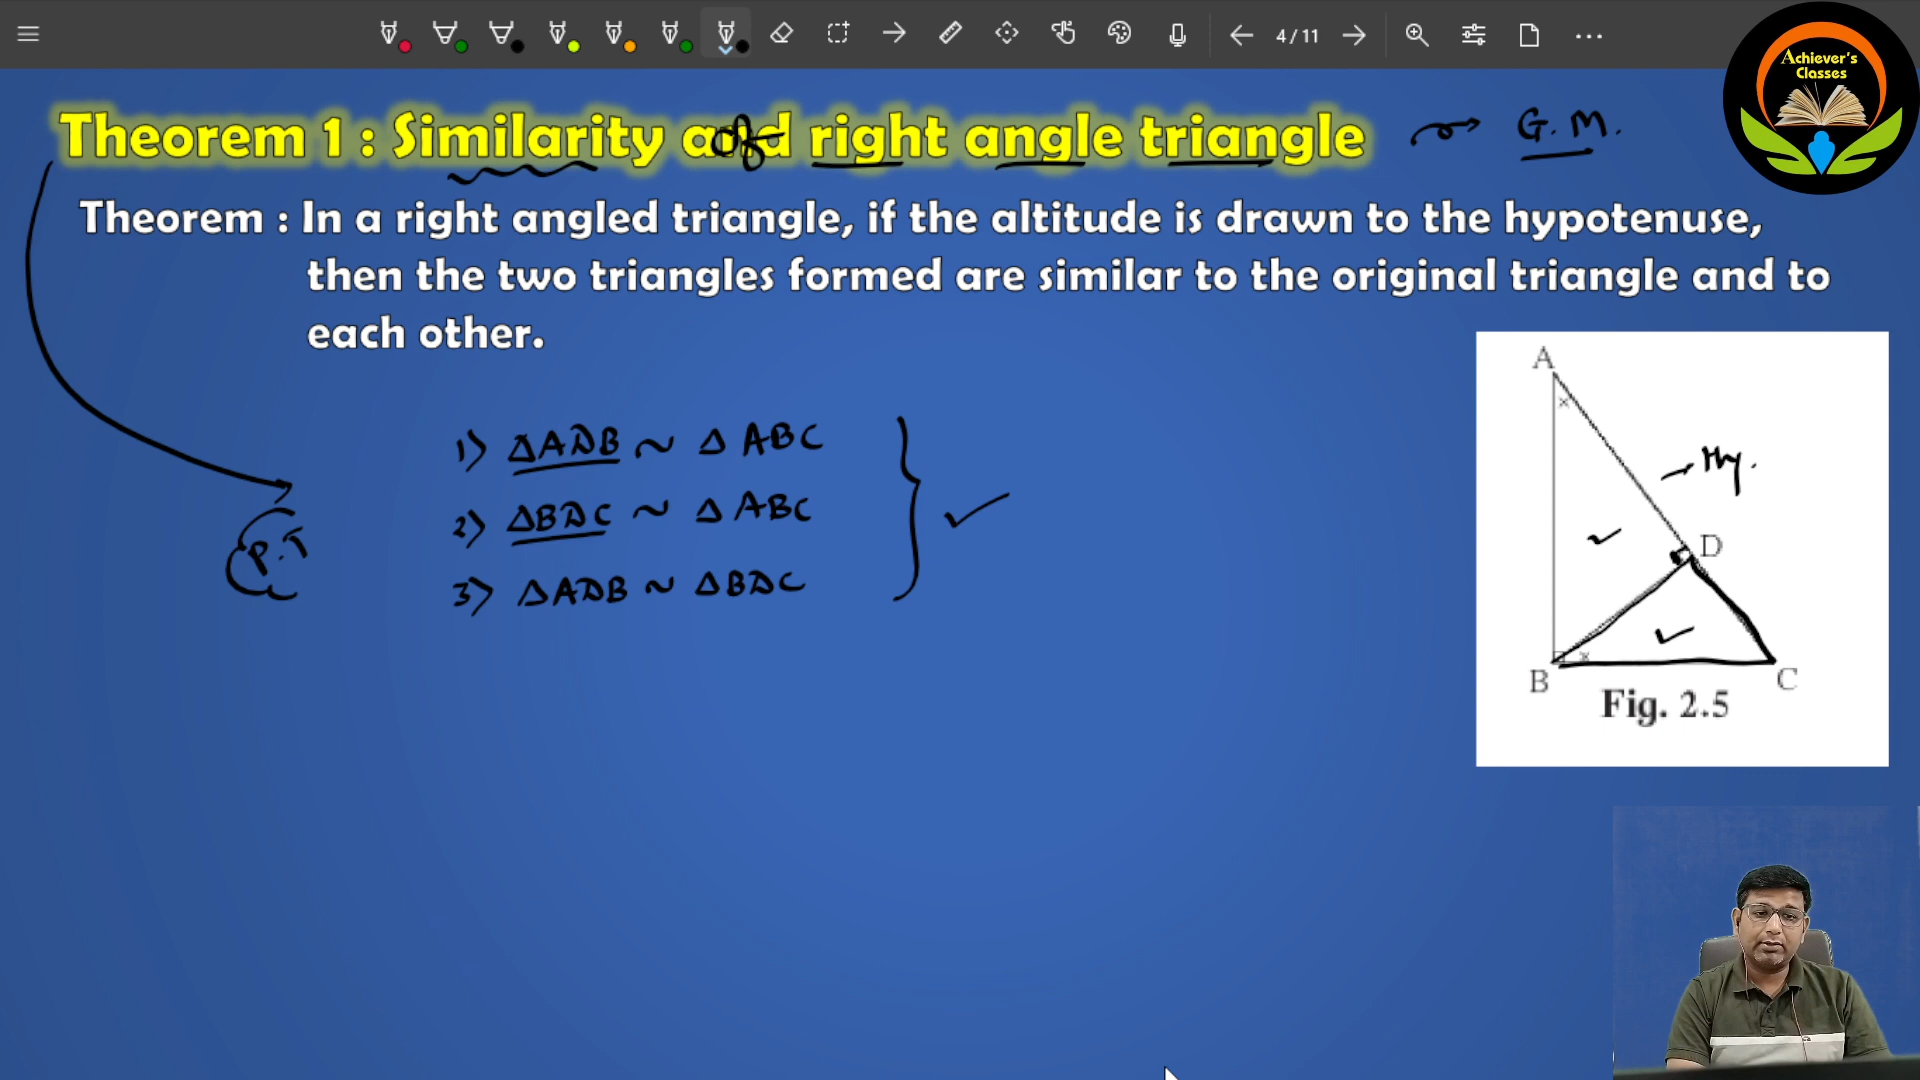 4 / 11
Achiever's
Classes
Theorem 1 : Similarity of right angle triangle
G. M.
Theorem : In a right angled triangle, if the altitude is drawn to the hypotenuse,
then the two triangles formed are similar to the original triangle and to
each other.
1) ΔADB ~ ΔABC
2) ΔBDC ~ ΔABC
3) ΔADB ~ ΔBDC
P.T
A
×
Hy.
D
B
×
C
Fig. 2.5